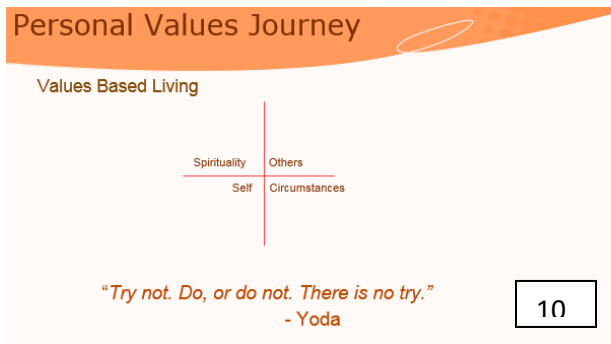 Personal Values Journey
Values Based Living
Spirituality Others
Self Circumstances
“Try not. Do, or do not. There is no try.”
- Yoda
10